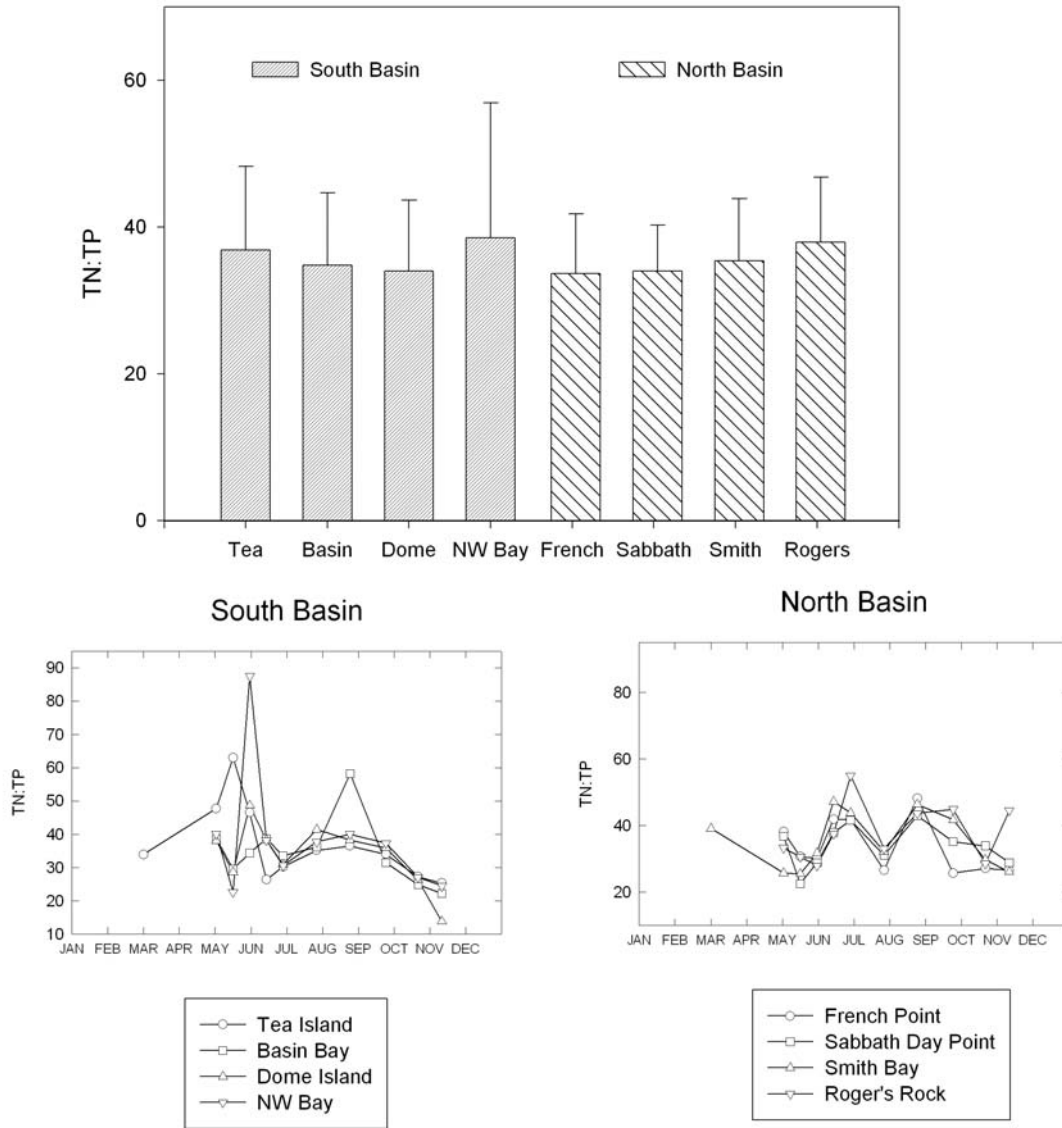 South Basin
North Basin
60
40
20
0
TN:TP
Tea Basin Dome NW Bay French Sabbath Smith Rogers
South Basin
90
80
70
60
50
40
30
20
10
TN:TP
JAN FEB MAR APR MAY JUN JUL AUG SEP OCT NOV DEC
Tea Island
Basin Bay
Dome Island
NW Bay
North Basin
80
60
40
20
TN:TP
JAN FEB MAR APR MAY JUN JUL AUG SEP OCT NOV DEC
French Point
Sabbath Day Point
Smith Bay
Roger's Rock